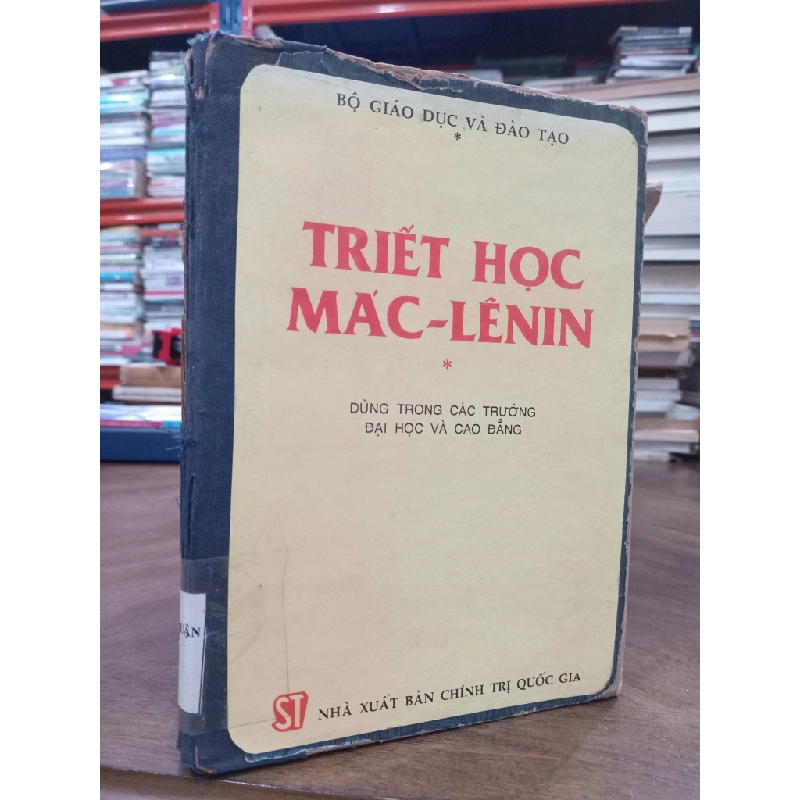 BỘ GIÁO DỤC VÀ ĐÀO TẠO
*
TRIẾT HỌC
MÁC-LÊNIN
*
DÙNG TRONG CÁC TRƯỜNG
ĐẠI HỌC VÀ CAO ĐẲNG
ST NHÀ XUẤT BẢN CHÍNH TRỊ QUỐC GIA